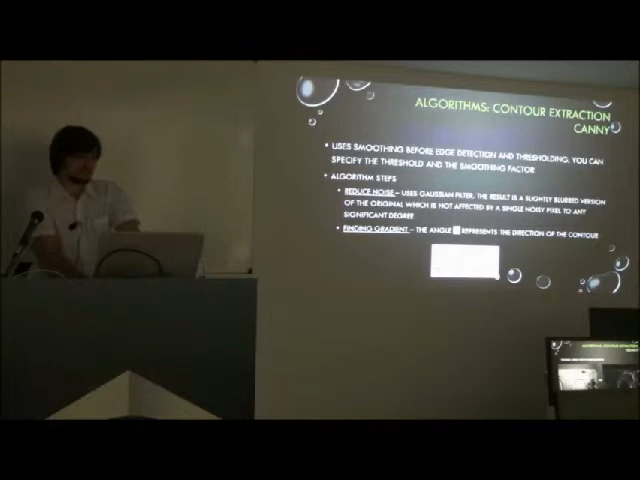 ALGORITHMS: CONTOUR EXTRACTION
CANNY
• USES SMOOTHING BEFORE EDGE DETECTION AND THRESHOLDING. YOU CAN
SPECIFY THE THRESHOLD AND THE SMOOTHING FACTOR
• ALGORITHM STEPS
• REDUCE NOISE – USES GAUSSIAN FILTER, THE RESULT IS A SLIGHTLY BLURRED VERSION
OF THE ORIGINAL WHICH IS NOT AFFECTED BY A SINGLE NOISY PIXEL TO ANY
SIGNIFICANT DEGREE
• FINDING GRADIENT – THE ANGLE REPRESENTS THE DIRECTION OF THE CONTOUR